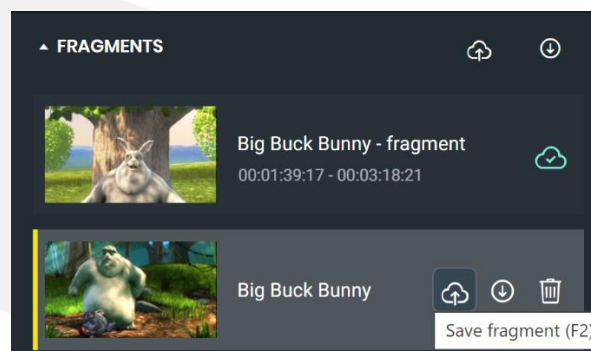 FRAGMENTS
Big Buck Bunny - fragment
00:01:39:17 - 00:03:18:21
Big Buck Bunny
Save fragment (F2)